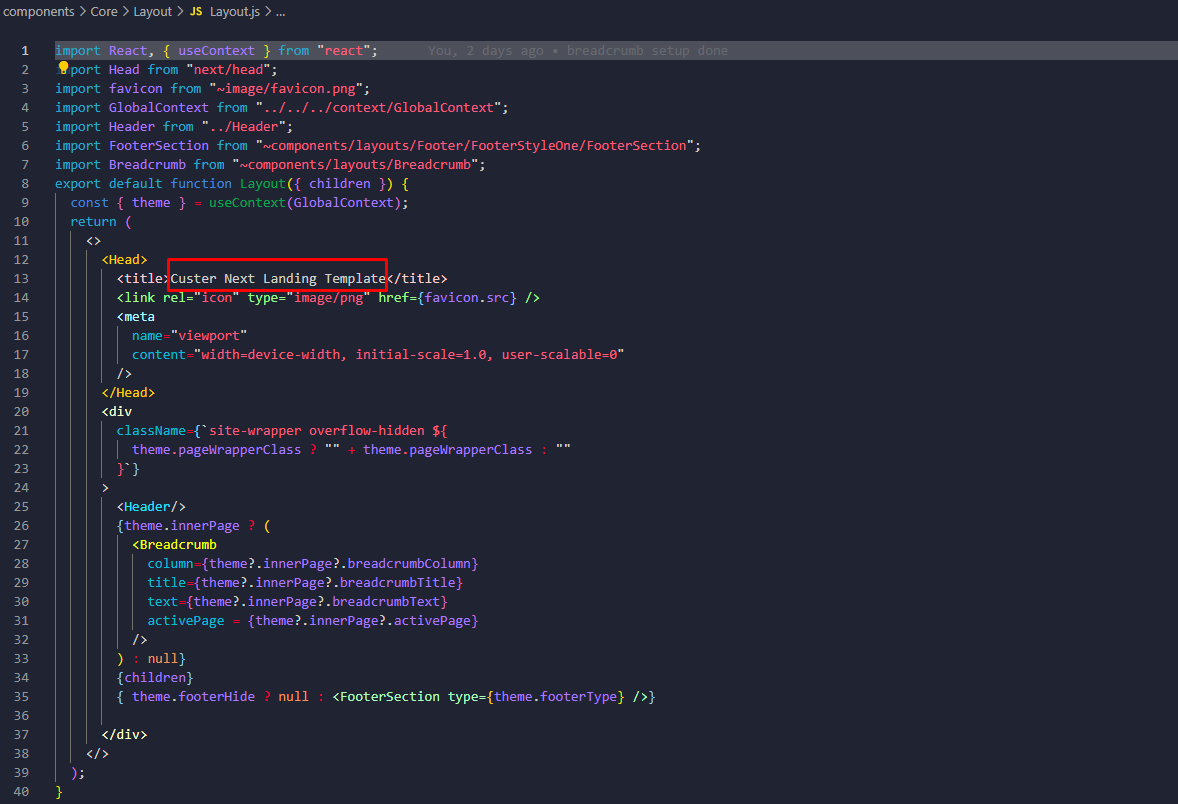 components > Core > Layout > JS Layout.js > ...
1 import React, { useContext } from "react"; You, 2 days ago • breadcrumb setup done
2 port Head from "next/head";
3 import favicon from "~image/favicon.png";
4 import GlobalContext from "../../../context/GlobalContext";
5 import Header from "../Header";
6 import FooterSection from "~components/layouts/Footer/FooterStyleOne/FooterSection";
7 import Breadcrumb from "~components/layouts/Breadcrumb";
8 export default function Layout({ children }) {
9 const { theme } = useContext(GlobalContext);
10 return (
11 <>
12 <Head>
13 <title>Custer Next Landing Template</title>
14 <link rel="icon" type="image/png" href={favicon.src} />
15 <meta
16 name="viewport"
17 content="width=device-width, initial-scale=1.0, user-scalable=0"
18 />
19 </Head>
20 <div
21 className={`site-wrapper overflow-hidden ${
22 theme.pageWrapperClass ? "" + theme.pageWrapperClass : ""
23 }`}
24 >
25 <Header/>
26 {theme.innerPage ? (
27 <Breadcrumb
28 column={theme?.innerPage?.breadcrumbColumn}
29 title={theme?.innerPage?.breadcrumbTitle}
30 text={theme?.innerPage?.breadcrumbText}
31 activePage = {theme?.innerPage?.activePage}
32 />
33 ) : null}
34 {children}
35 { theme.footerHide ? null : <FooterSection type={theme.footerType} />}
36
37 </div>
38 </>
39 );
40 }